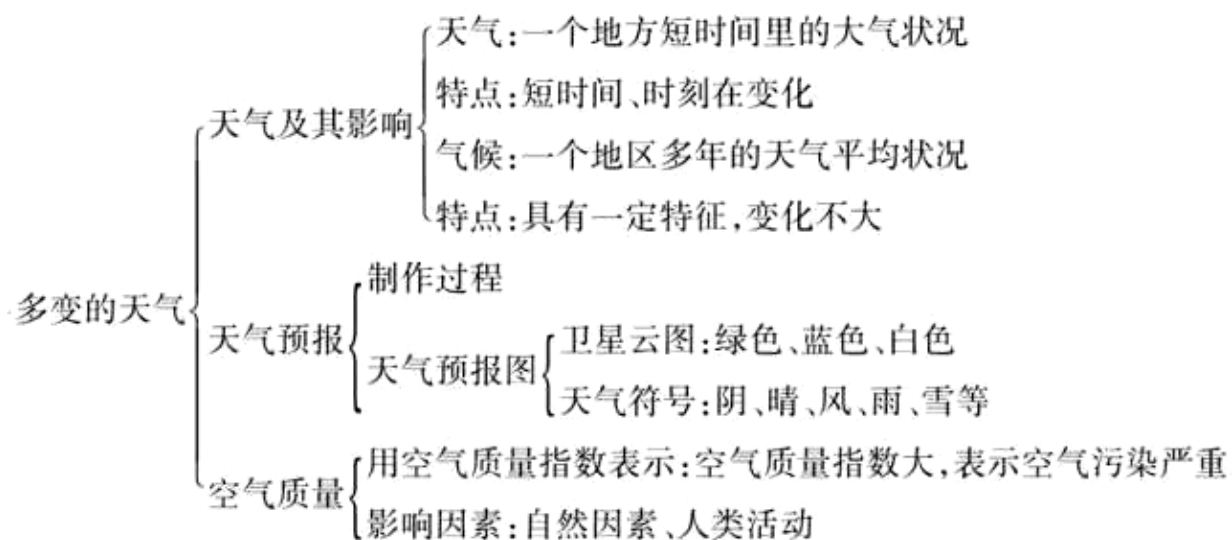 天气:一个地方短时间里的大气状况
特点:短时间、时刻在变化
天气及其影响
气候:一个地区多年的天气平均状况
特点:具有一定特征,变化不大
制作过程
多变的天气
天气预报
卫星云图:绿色、蓝色、白色
天气预报图
天气符号:阴、晴、风、雨、雪等
用空气质量指数表示:空气质量指数大,表示空气污染严重
空气质量
影响因素:自然因素、人类活动